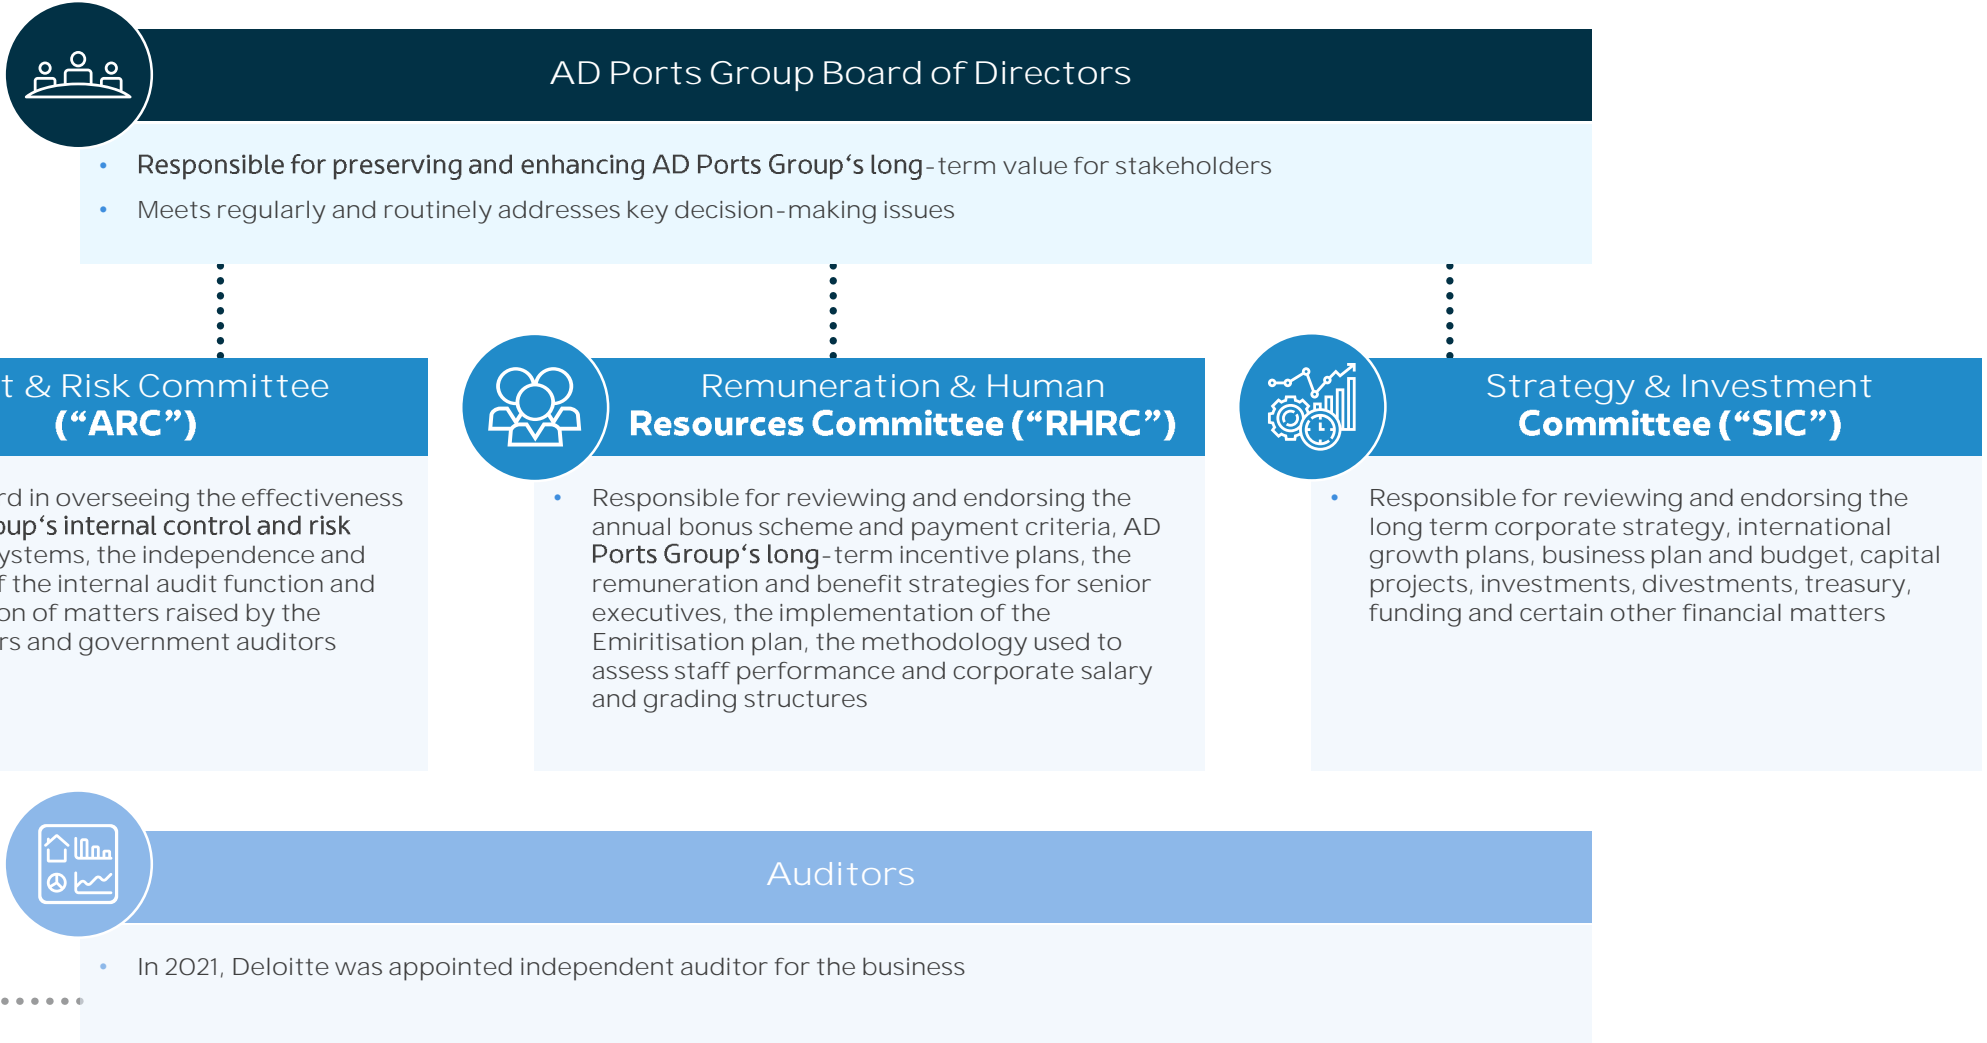 AD Ports Group Board of Directors
• Responsible for preserving and enhancing AD Ports Group‘s long-term value for stakeholders
• Meets regularly and routinely addresses key decision-making issues
t & Risk Committee
(“ARC”)
rd in overseeing the effectiveness
oup‘s internal control and risk
ystems, the independence and
f the internal audit function and
on of matters raised by the
rs and government auditors
Remuneration & Human
Resources Committee (“RHRC”)
• Responsible for reviewing and endorsing the
annual bonus scheme and payment criteria, AD
Ports Group‘s long-term incentive plans, the
remuneration and benefit strategies for senior
executives, the implementation of the
Emiritisation plan, the methodology used to
assess staff performance and corporate salary
and grading structures
Strategy & Investment
Committee (“SIC”)
• Responsible for reviewing and endorsing the
long term corporate strategy, international
growth plans, business plan and budget, capital
projects, investments, divestments, treasury,
funding and certain other financial matters
Auditors
• In 2021, Deloitte was appointed independent auditor for the business